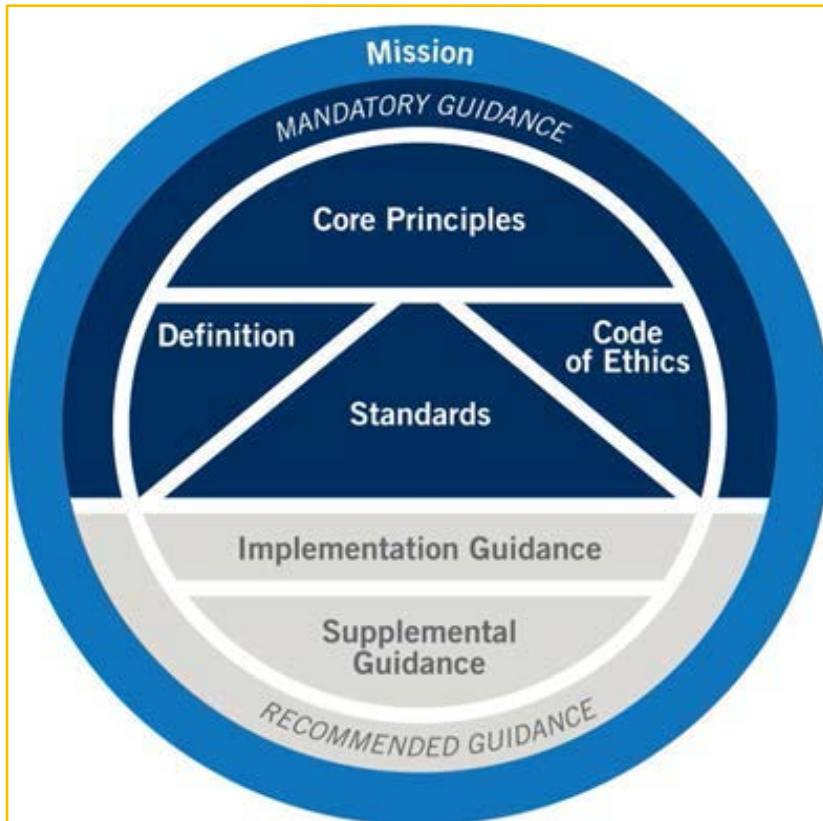 Mission
MANDATORY GUIDANCE
Core Principles
Definition
Code
of Ethics
Standards
Implementation Guidance
Supplemental
Guidance
RECOMMENDED GUIDANCE